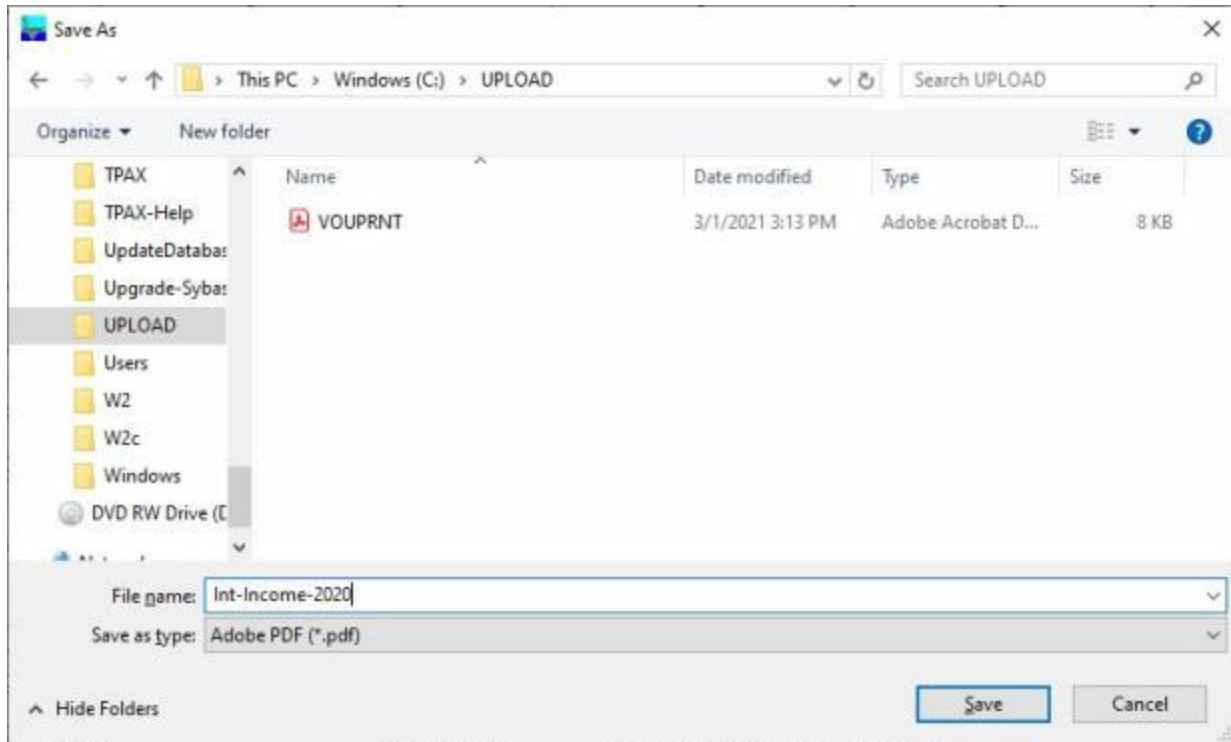 Save As
This PC > Windows (C:) > UPLOAD
Search UPLOAD
Organize
New folder
Name Date modified Type Size
TPAX
VOUPRNT 3/1/2021 3:13 PM Adobe Acrobat D... 8 KB
TPAX-Help
UpdateDatabas
Upgrade-Sybas
UPLOAD
Users
W2
W2c
Windows
DVD RW Drive (D
File name: Int-Income-2020
Save as type: Adobe PDF (*.pdf)
Hide Folders
Save
Cancel